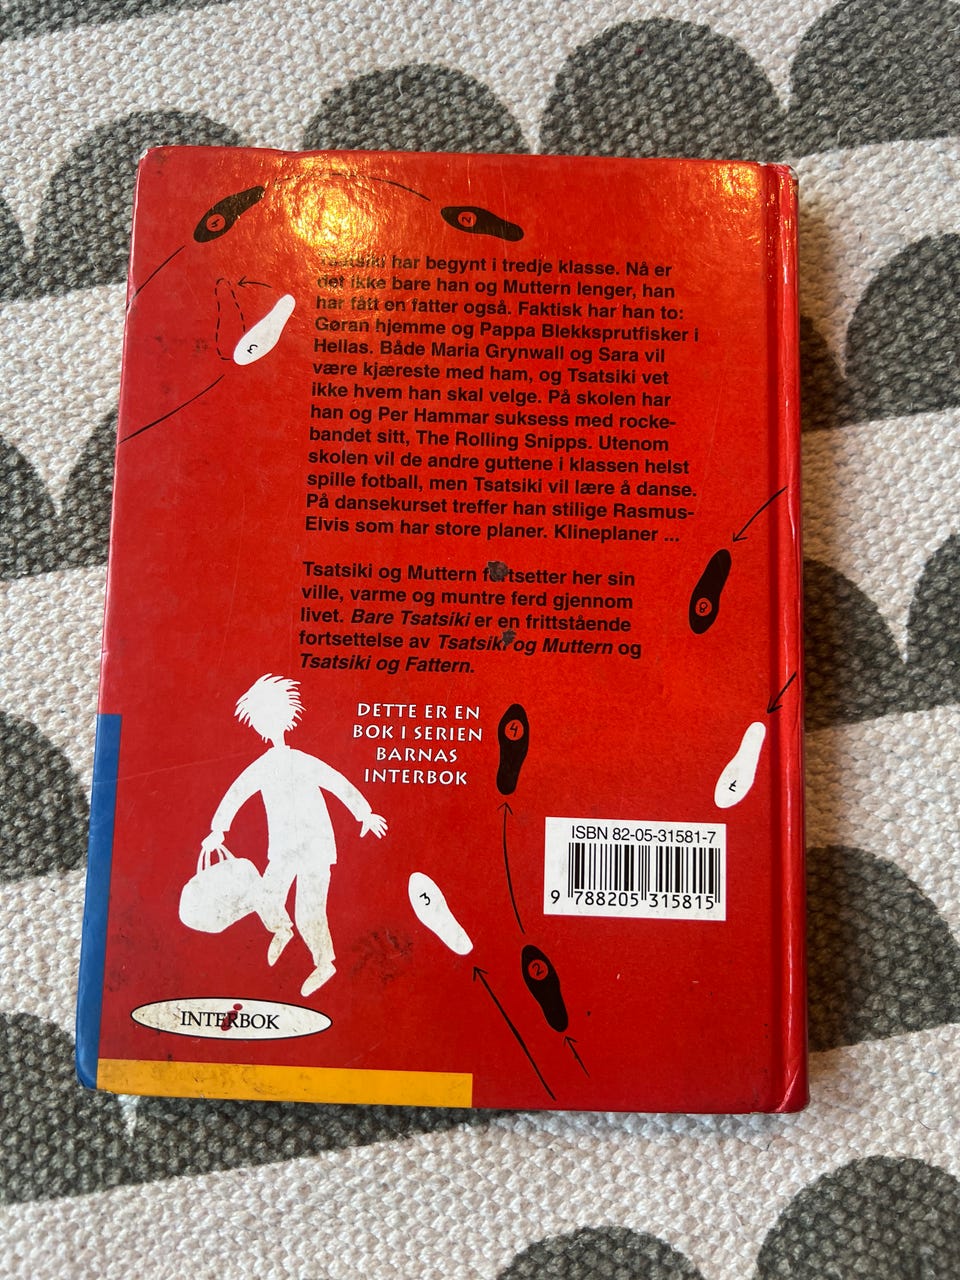 Tsatsiki har begynt i tredje klasse. Nå er
det ikke bare han og Muttern lenger, han
har fått en fatter også. Faktisk har han to:
Gøran hjemme og Pappa Blekksprutfisker i
Hellas. Både Maria Grynwall og Sara vil
være kjæreste med ham, og Tsatsiki vet
ikke hvem han skal velge. På skolen har
han og Per Hammar suksess med rocke-
bandet sitt, The Rolling Snipps. Utenom
skolen vil de andre guttene i klassen helst
spille fotball, men Tsatsiki vil lære å danse.
På dansekurset treffer han stilige Rasmus-
Elvis som har store planer. Klineplaner ...
Tsatsiki og Muttern fortsetter her sin
ville, varme og muntre ferd gjennom
livet. Bare Tsatsiki er en frittstående
fortsettelse av Tsatsiki og Muttern og
Tsatsiki og Fattern.
DETTE ER EN
BOK I SERIEN
BARNAS
INTERBOK
ISBN 82-05-31581-7
9 788205 315815
INTERBOK
2
3
8
4
7
3
2